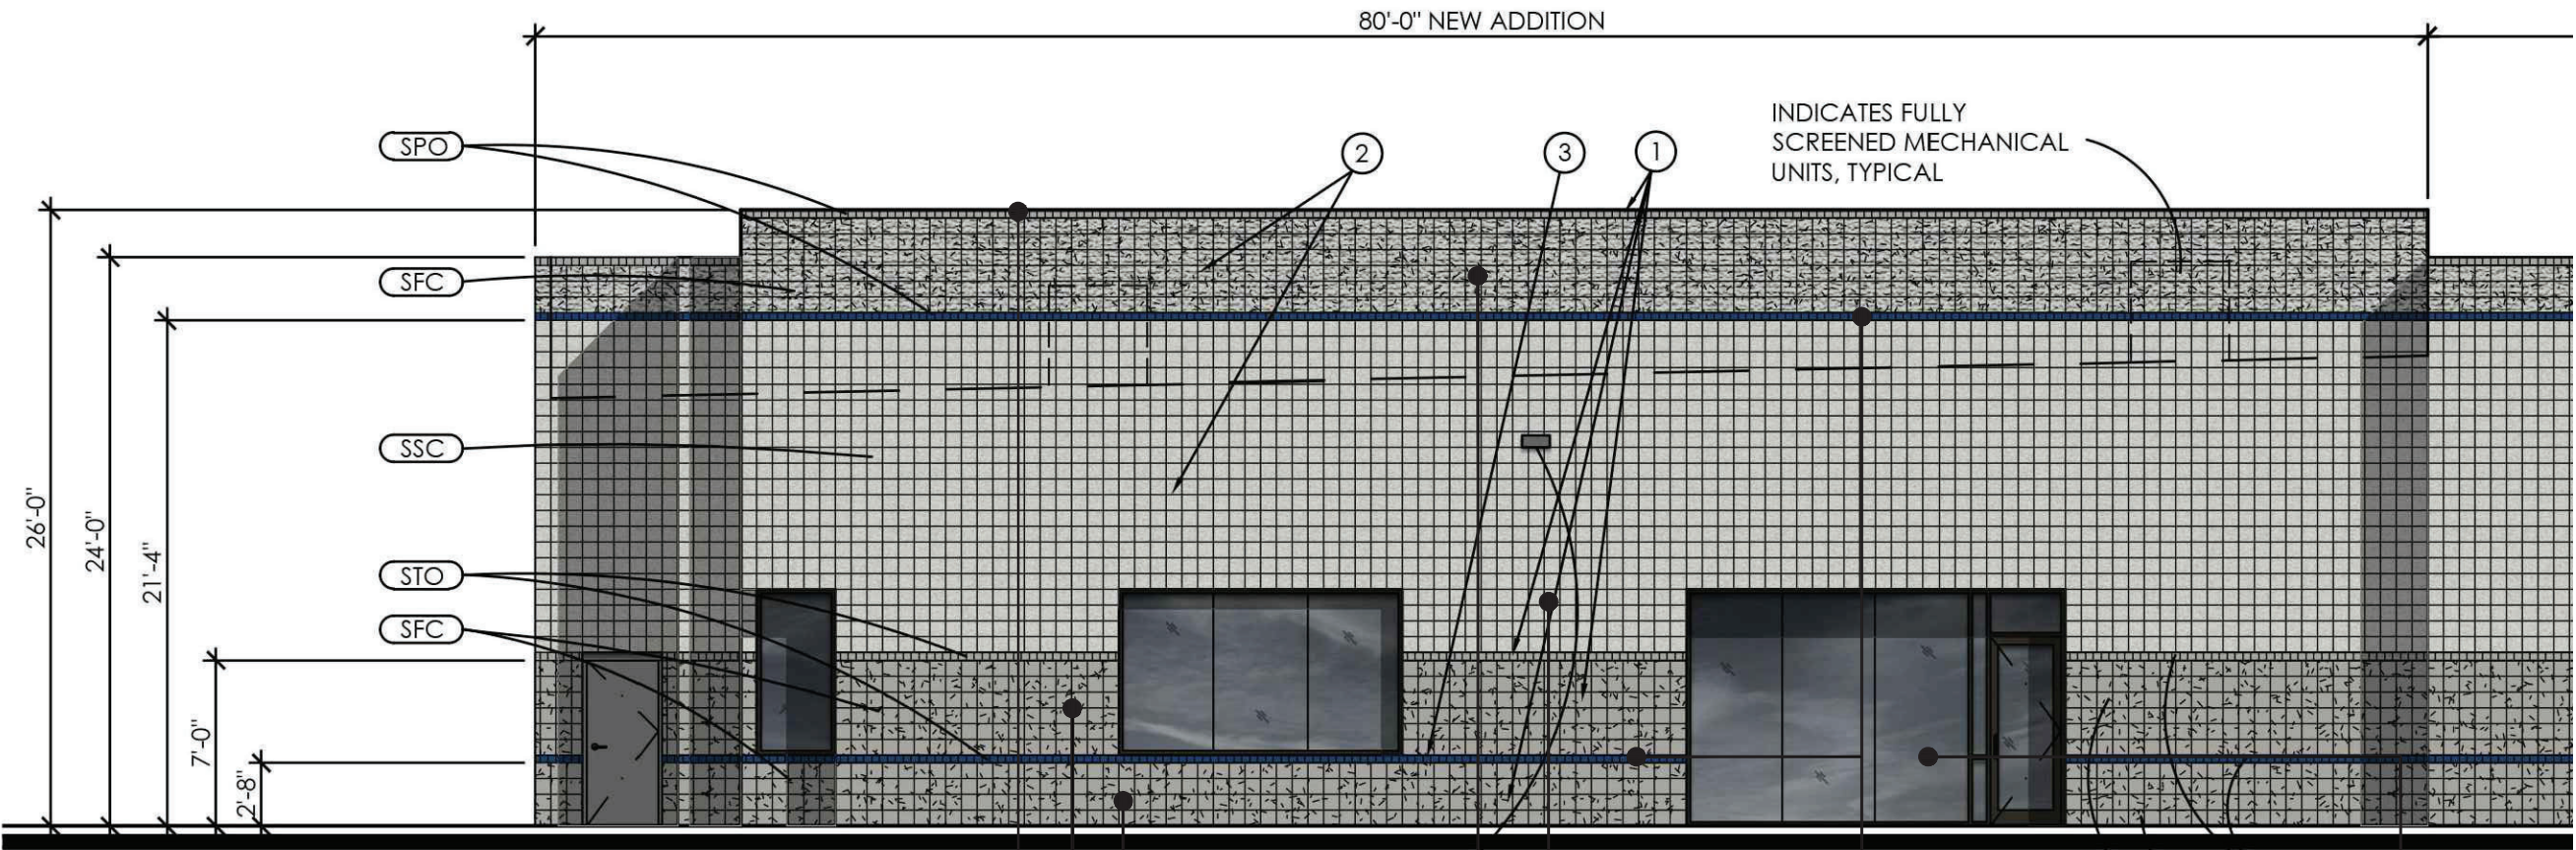 80'-0" NEW ADDITION
INDICATES FULLY
SCREENED MECHANICAL
UNITS, TYPICAL
SPO
2
3
1
SFC
SSC
STO
SFC
26'-0"
24'-0"
21'-4"
7'-0"
2'-8"